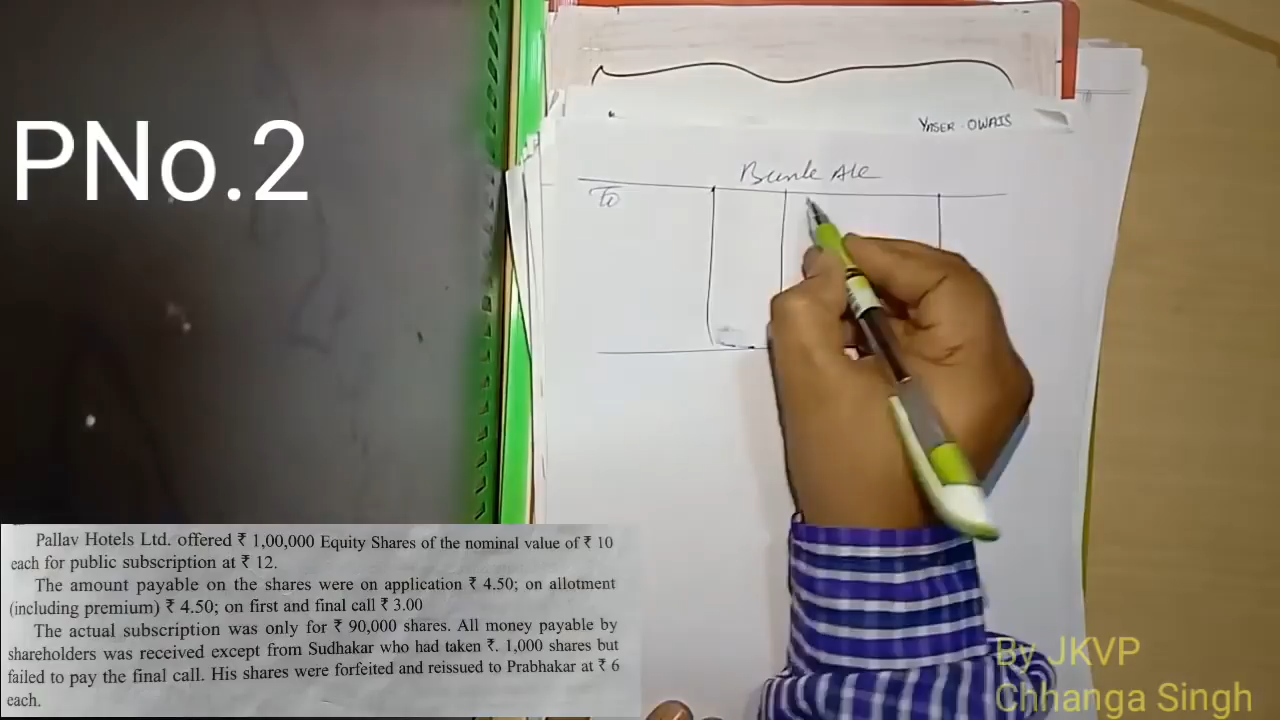 PNo.2
YASER.OWAIS
Bank A/c
To
Pallav Hotels Ltd. offered ₹ 1,00,000 Equity Shares of the nominal value of ₹ 10
each for public subscription at ₹ 12.
The amount payable on the shares were on application ₹ 4.50; on allotment
(including premium) ₹ 4.50; on first and final call ₹ 3.00
The actual subscription was only for ₹ 90,000 shares. All money payable by
shareholders was received except from Sudhakar who had taken ₹. 1,000 shares but
failed to pay the final call. His shares were forfeited and reissued to Prabhakar at ₹ 6
each.
By JKVP
Chhanga Singh